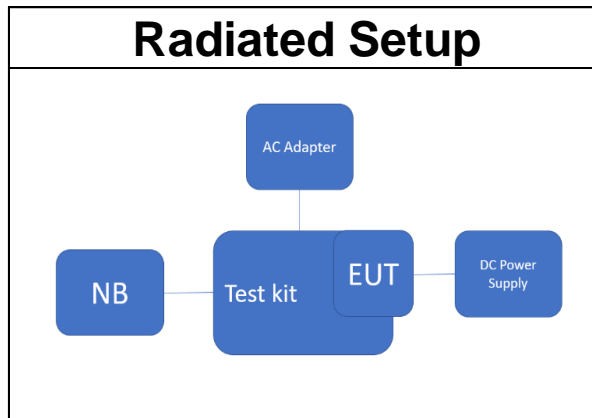 Radiated Setup
AC Adapter
NB
Test kit
EUT
DC Power
Supply